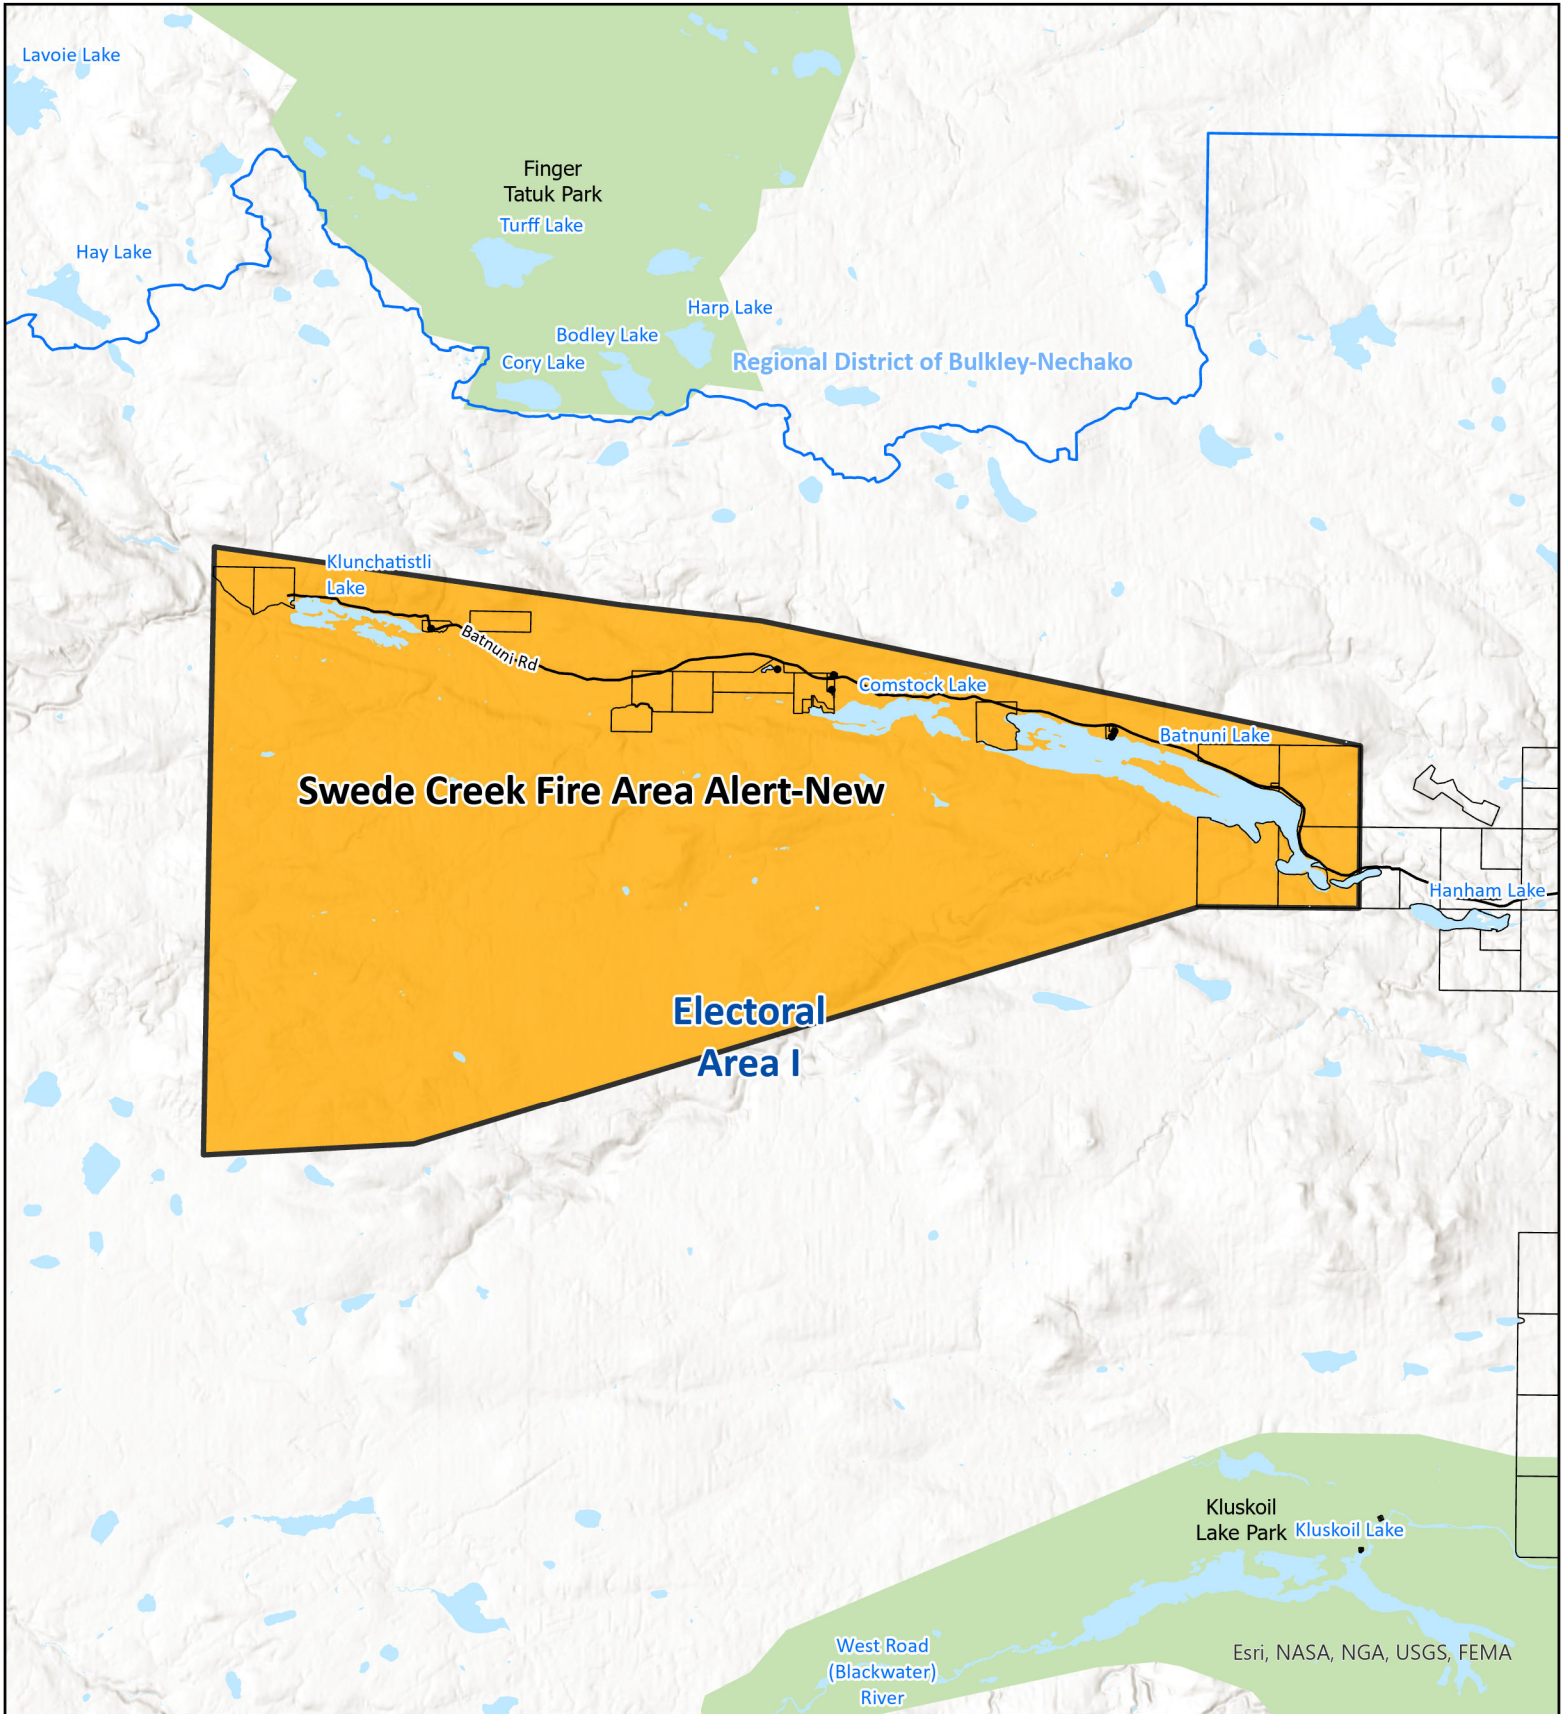 Lavoie Lake
Finger
Tatuk Park
Turff Lake
Hay Lake
Harp Lake
Bodley Lake
Cory Lake
Regional District of Bulkley-Nechako
Klunchatistli
Lake
Batnuni Rd
Comstock Lake
Batnuni Lake
Swede Creek Fire Area Alert-New
Hanham Lake
Electoral
Area I
Kluskoil
Lake Park
Kluskoil Lake
West Road
(Blackwater)
River
Esri, NASA, NGA, USGS, FEMA